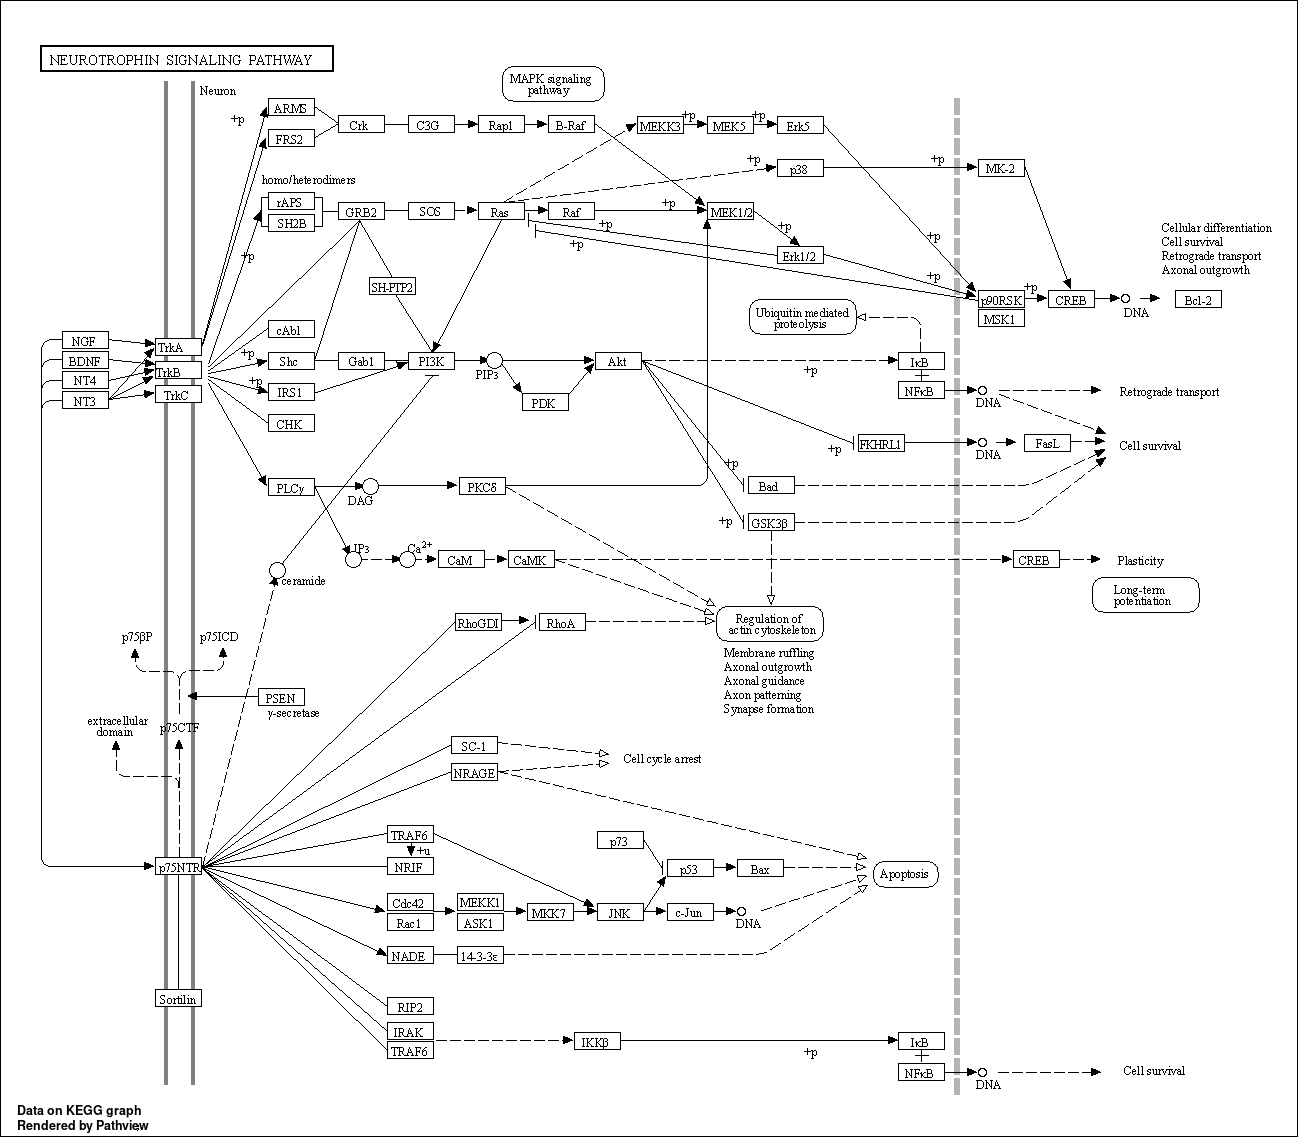 NEUROTROPHIN SIGNALING PATHWAY
Neuron
MAPK signaling
pathway
+p
ARMS
FRS2
Crk
C3G
Rap1
B-Raf
MEKK3
+p
MEK5
+p
Erk5
+p
p38
+p
MK-2
homo/heterodimers
rAPS
SH2B
GRB2
SOS
Ras
Raf
+p
MEK1/2
+p
+p
+p
Erk1/2
+p
+p
+p
Cellular differentiation
Cell survival
Retrograde transport
Axonal outgrowth
+p
SH-PTP2
p90RSK
MSK1
+p
CREB
DNA
Bcl-2
Ubiquitin mediated
proteolysis
NGF
BDNF
NT4
NT3
TrkA
TrkB
TrkC
cAbl
+p
Shc
Gab1
PI3K
PIP3
Akt
+p
IκB
+p
IRS1
PDK
NFκB
DNA
Retrograde transport
CHK
+p
FKHRL1
DNA
FasL
Cell survival
PLCγ
DAG
PKCδ
+p
Bad
+p
GSK3β
IP3
Ca2+
CaM
CaMK
CREB
Plasticity
ceramide
Long-term
potentiation
RhoGDI
RhoA
Regulation of
actin cytoskeleton
Membrane ruffling
Axonal outgrowth
Axonal guidance
Axon patterning
Synapse formation
p75βP
p75ICD
PSEN
γ-secretase
extracellular
domain
p75CTF
SC-1
NRAGE
Cell cycle arrest
TRAF6
+u
NRIF
p73
p53
Bax
Apoptosis
p75NTR
Cdc42
Rac1
MEKK1
ASK1
MKK7
JNK
c-Jun
DNA
NADE
14-3-3ε
Sortilin
RIP2
IRAK
TRAF6
IKKβ
+p
IκB
NFκB
DNA
Cell survival
Data on KEGG graph
Rendered by Pathview